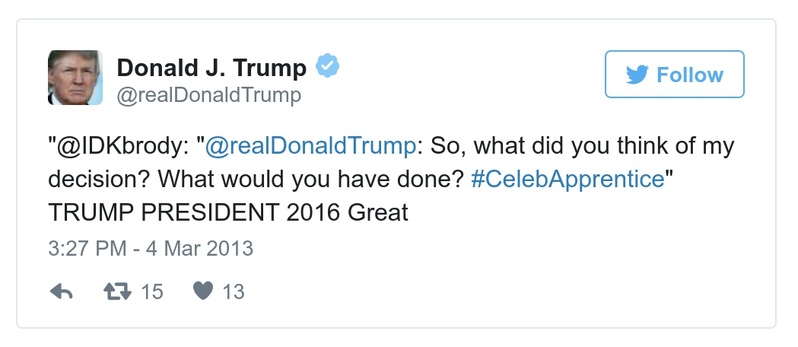 Donald J. Trump
@realDonaldTrump
Follow
"@IDKbrody: "@realDonaldTrump: So, what did you think of my
decision? What would you have done? #CelebApprentice"
TRUMP PRESIDENT 2016 Great
3:27 PM - 4 Mar 2013
15 13